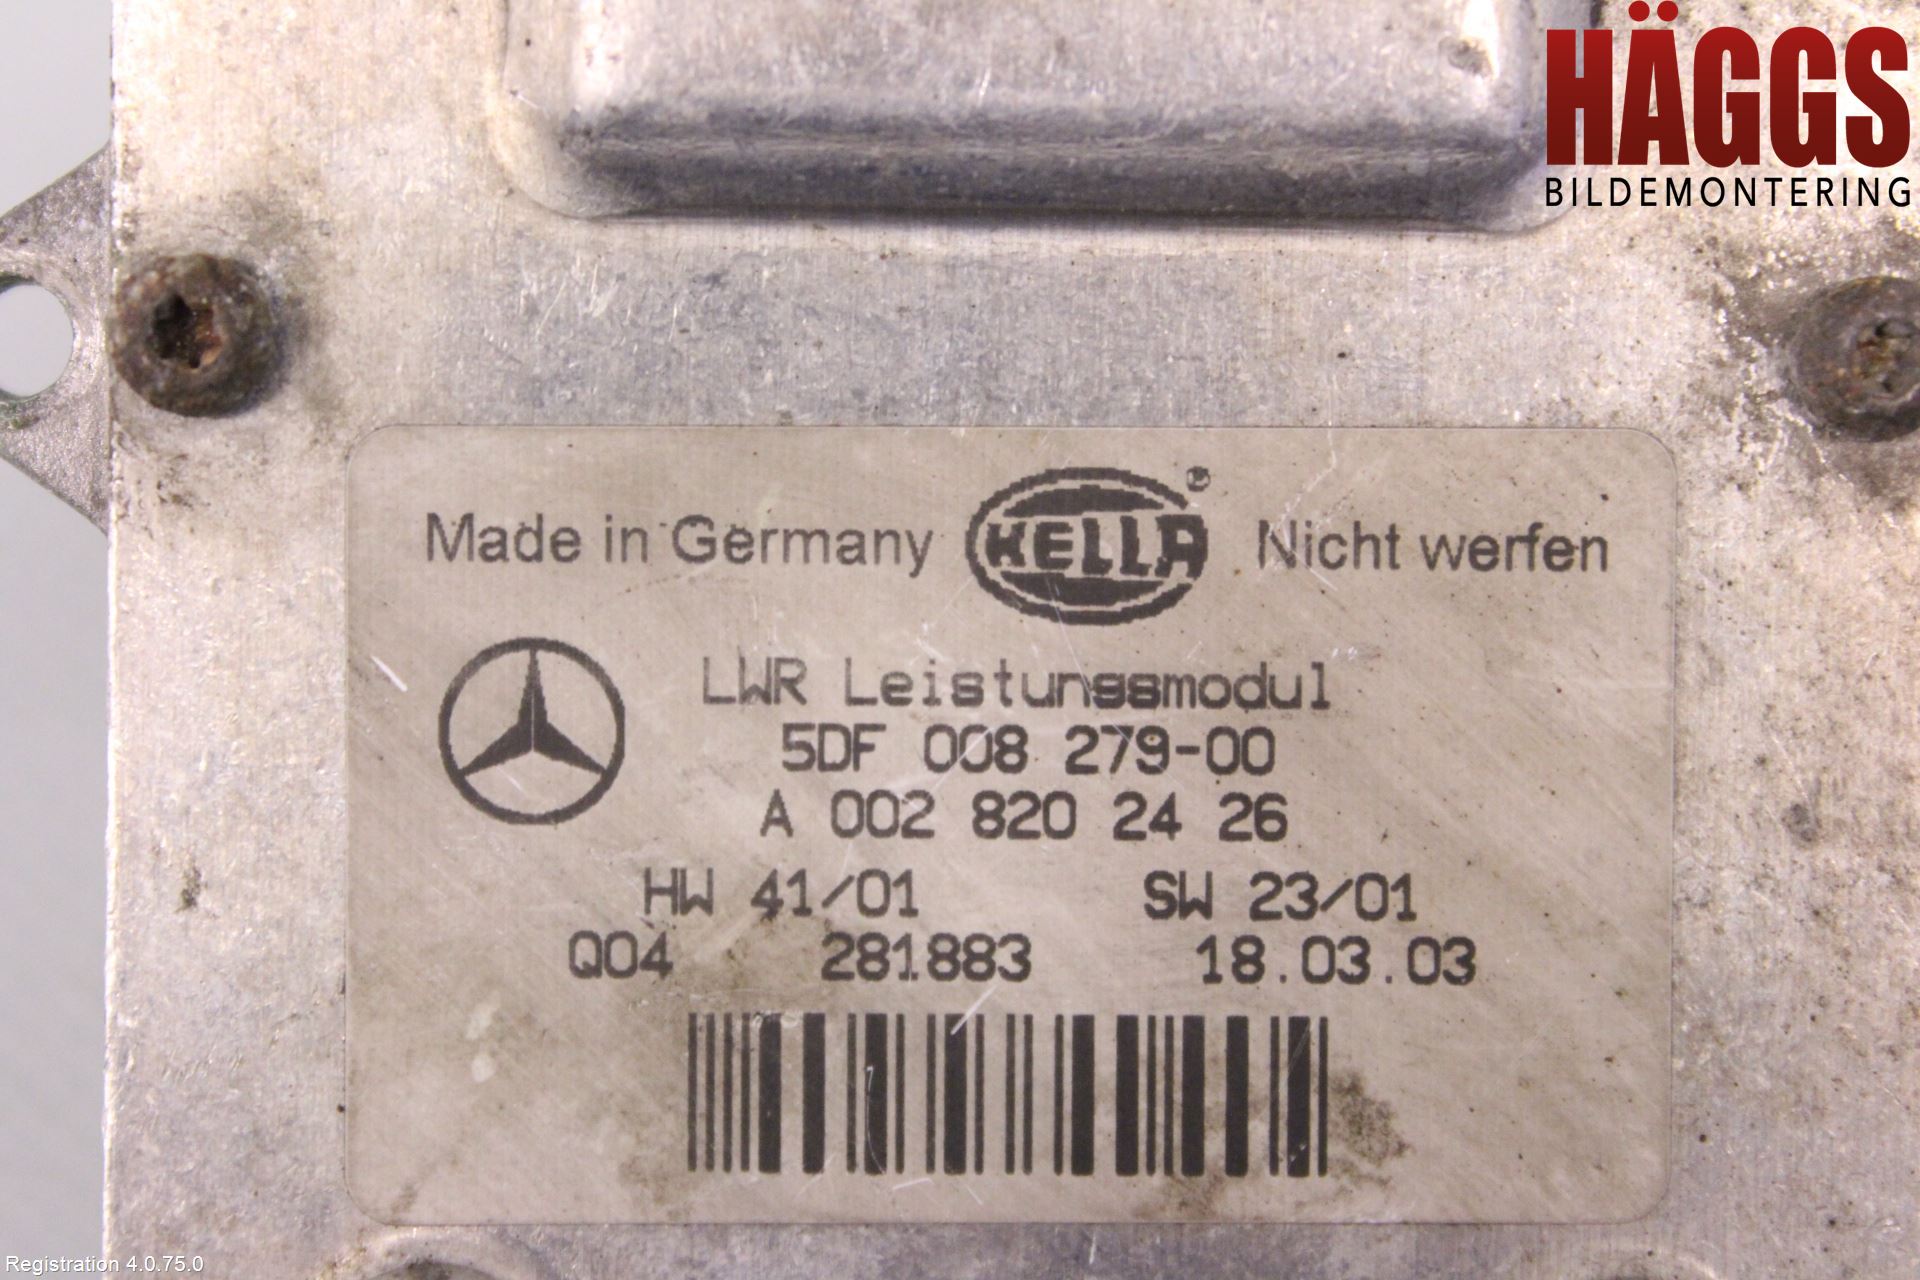 HÄGGS
BILDEMONTERING
Made in Germany HELLA Nicht werfen
LWR Leistungsmodul
5DF 008 279-00
A 002 820 24 26
HW 41/01 SW 23/01
Q04 281883 18.03.03
Registration 4.0.75.0